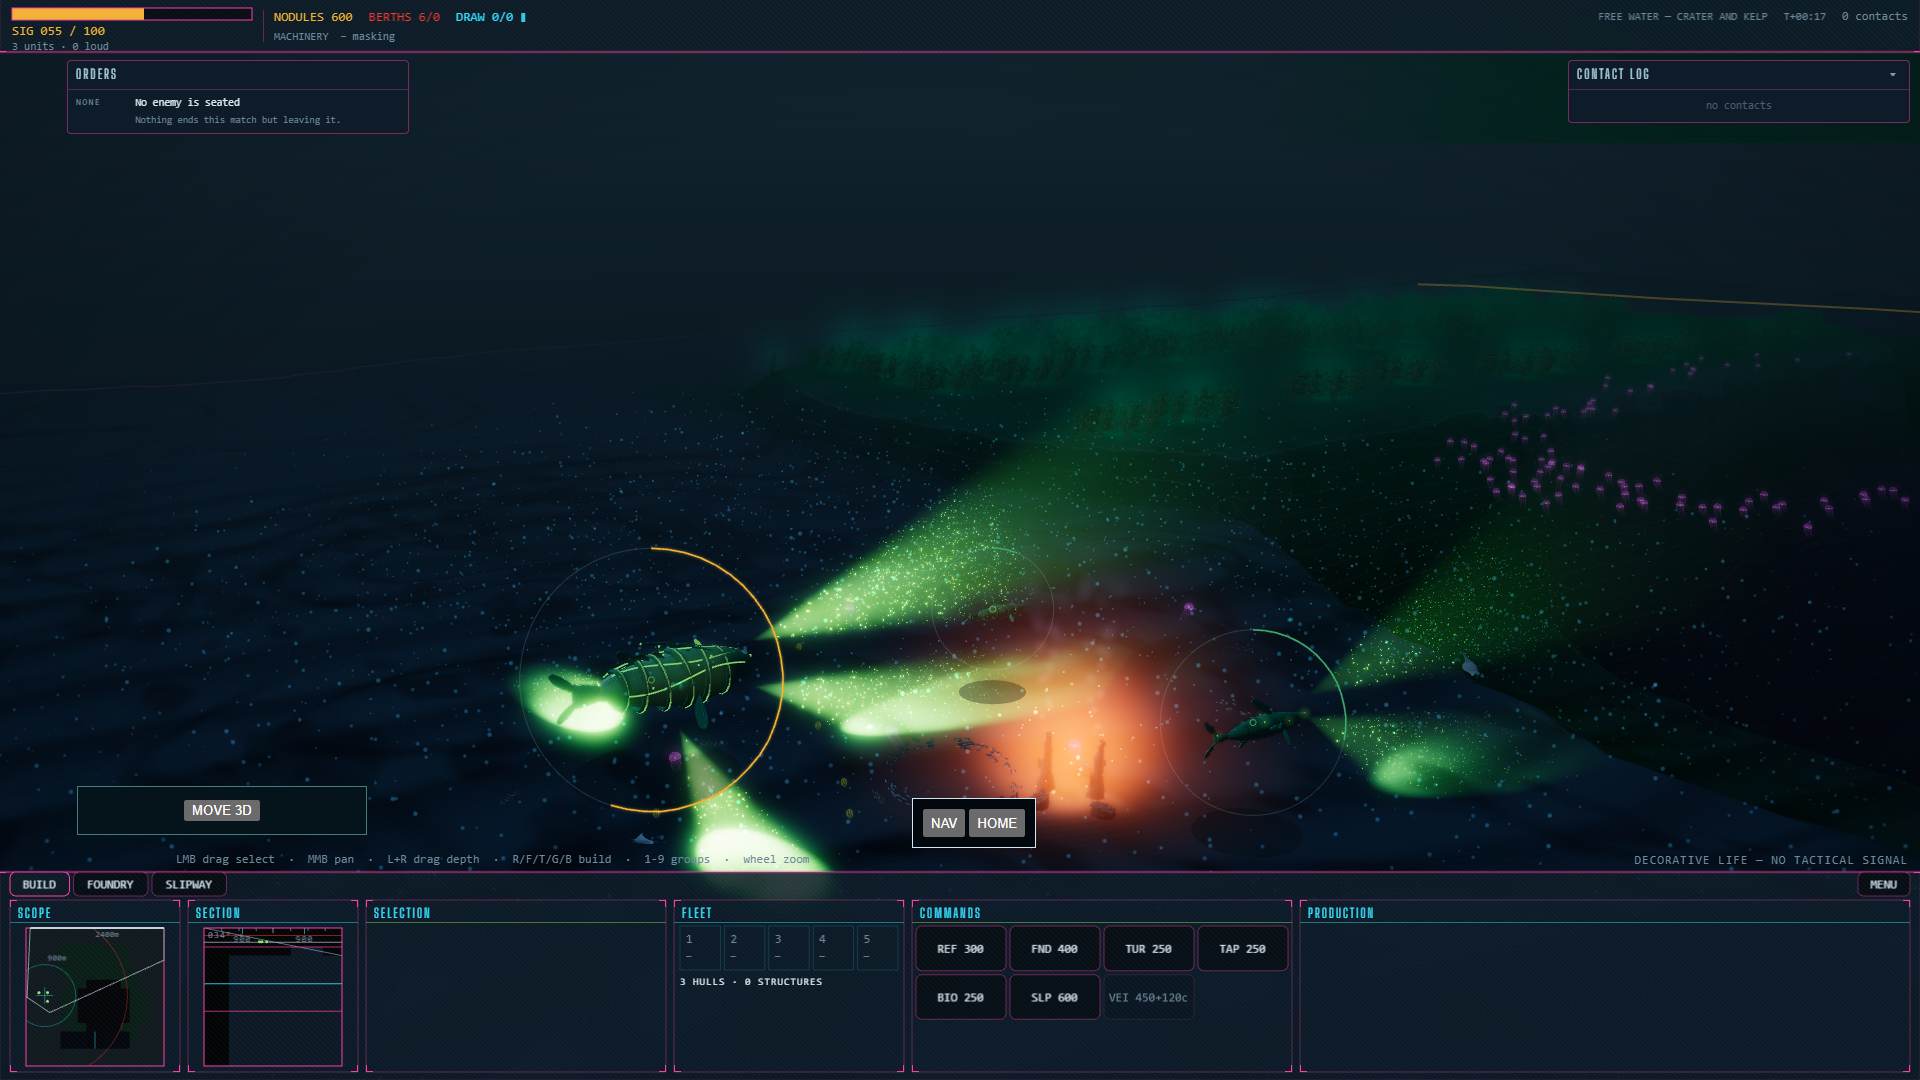 SIG 055 / 100
3 units · 0 loud
NODULES 600 BERTHS 6/0 DRAW 0/0
MACHINERY – masking
FREE WATER — CRATER AND KELP T+00:17 0 contacts
ORDERS
NONE No enemy is seated
Nothing ends this match but leaving it.
CONTACT LOG
no contacts
MOVE 3D
NAV HOME
LMB drag select · MMB pan · L+R drag depth · R/F/T/G/B build · 1-9 groups · wheel zoom
DECORATIVE LIFE — NO TACTICAL SIGNAL
BUILD FOUNDRY SLIPWAY MENU
SCOPE
2400m
900m
SECTION
034°
900 900
SELECTION
FLEET
1 2 3 4 5
– – – – –
3 HULLS · 0 STRUCTURES
COMMANDS
REF 300 FND 400 TUR 250 TAP 250
BIO 250 SLP 600 VEI 450+120c
PRODUCTION